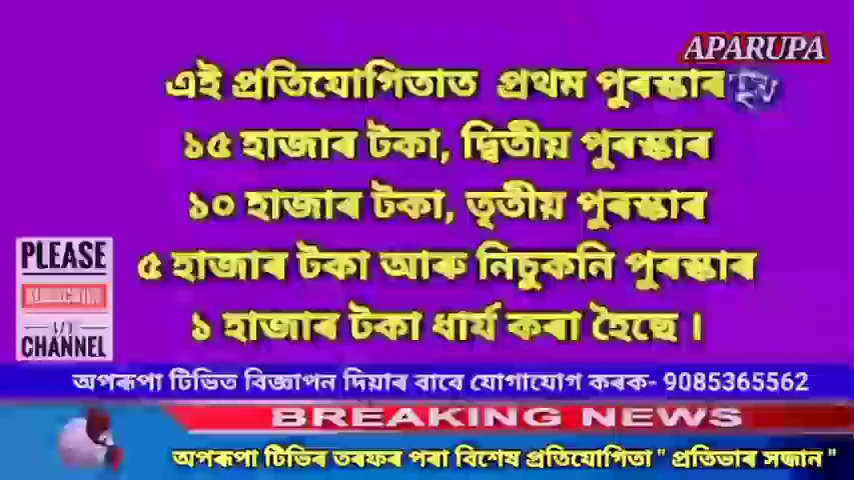 APARUPA
TV
এই প্ৰতিযোগিতাত প্ৰথম পুৰস্কাৰ
১৫ হাজাৰ টকা, দ্বিতীয় পুৰস্কাৰ
১০ হাজাৰ টকা, তৃতীয় পুৰস্কাৰ
৫ হাজাৰ টকা আৰু নিচুকনি পুৰস্কাৰ
১ হাজাৰ টকা ধাৰ্য কৰা হৈছে ।
PLEASE
CHANNEL
অপৰূপা টিভিত বিজ্ঞাপন দিয়াৰ বাবে যোগাযোগ কৰক- 9085365562
BREAKING NEWS
অপৰূপা টিভিৰ তৰফৰ পৰা বিশেষ প্ৰতিযোগিতা " প্ৰতিভাৰ সন্ধান "